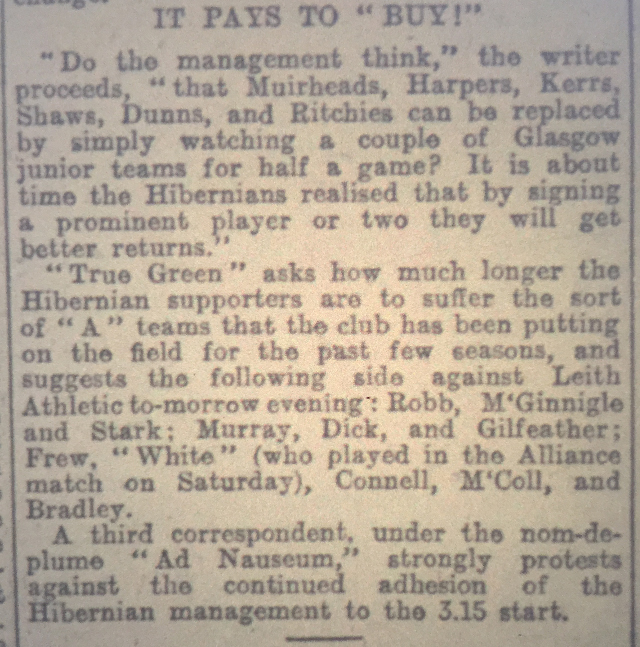 IT PAYS TO "BUY!"
"Do the management think," the writer
proceeds, "that Muirheads, Harpers, Kerrs,
Shaws, Dunns, and Ritchies can be replaced
by simply watching a couple of Glasgow
junior teams for half a game? It is about
time the Hibernians realised that by signing
a prominent player or two they will get
better returns."
"True Green" asks how much longer the
Hibernian supporters are to suffer the sort
of "A" teams that the club has been putting
on the field for the past few seasons, and
suggests the following side against Leith
Athletic to-morrow evening: Robb, M'Ginnigle
and Stark; Murray, Dick, and Gilfeather;
Frew, "White" (who played in the Alliance
match on Saturday), Connell, M'Coll, and
Bradley.
A third correspondent, under the nom-de-
plume "Ad Nauseum," strongly protests
against the continued adhesion of the
Hibernian management to the 3.15 start.